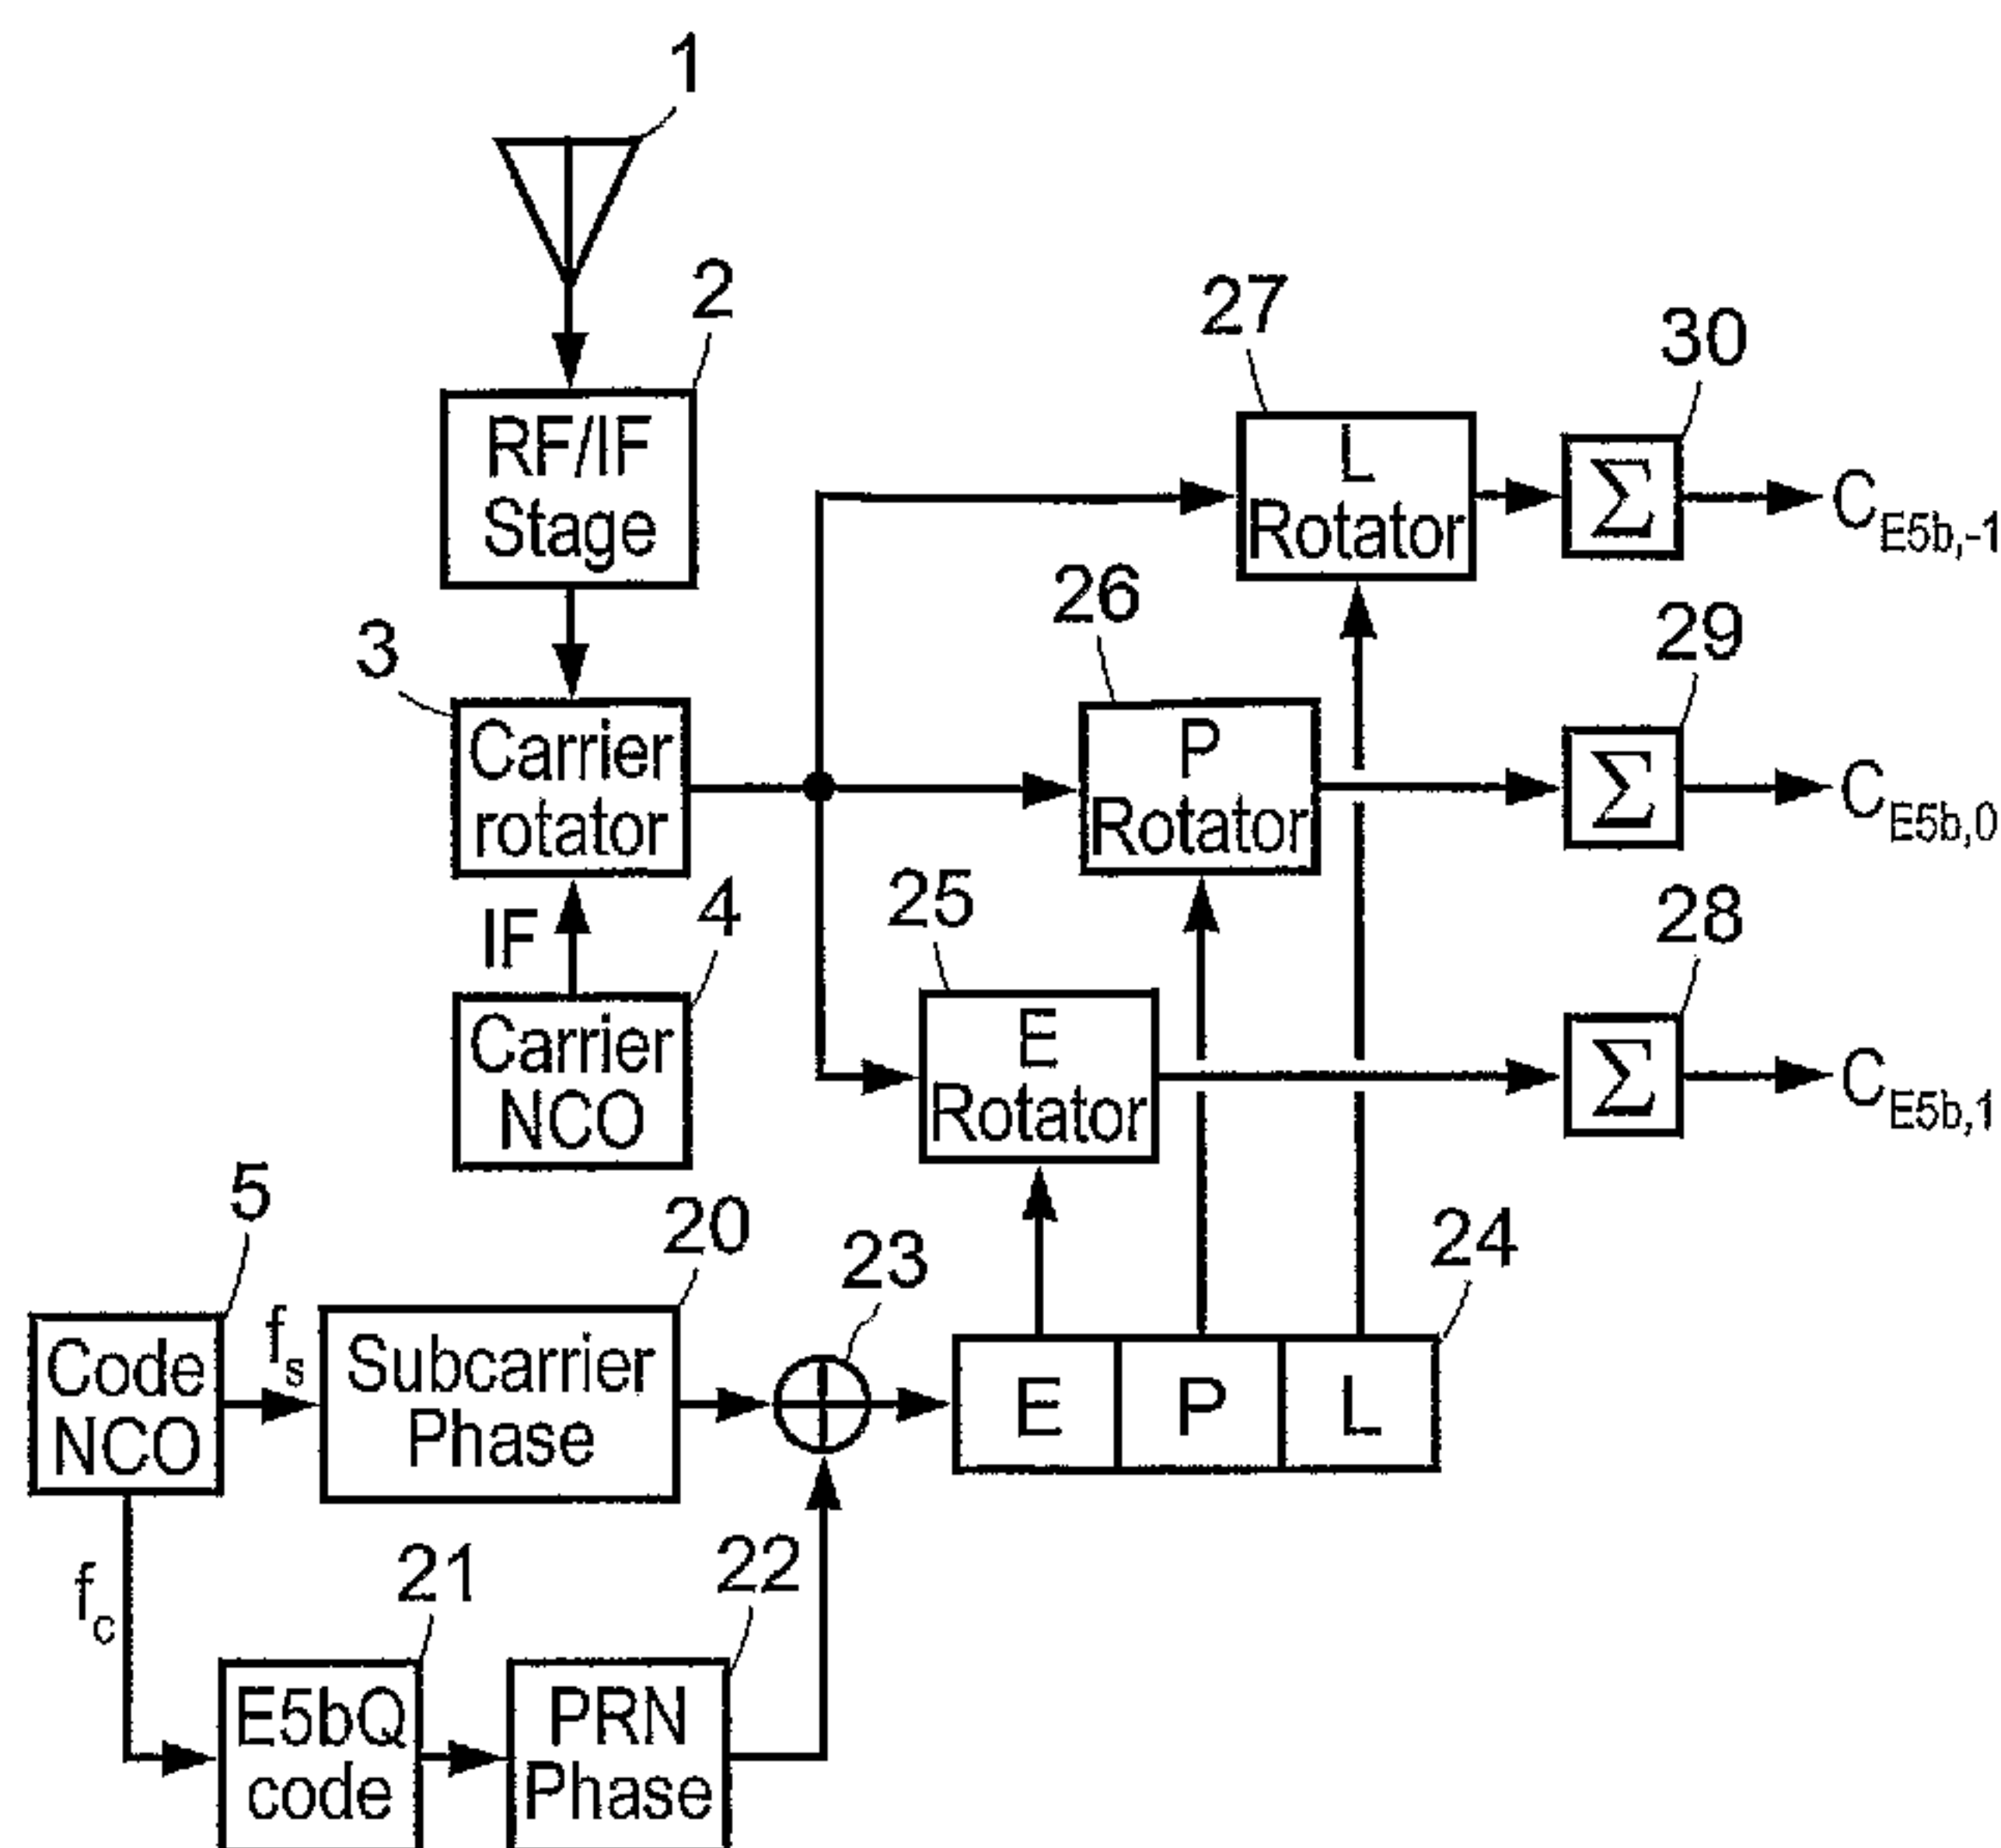 1
2
RF/IF
Stage
3
Carrier
rotator
IF
4
Carrier
NCO
27
L
Rotator
30
Σ
C_E5b,-1
26
P
Rotator
29
Σ
C_E5b,0
25
E
Rotator
28
Σ
C_E5b,1
5
Code
NCO
f_s
20
Subcarrier
Phase
23
24
E P L
f_c
21
E5bQ
code
22
PRN
Phase